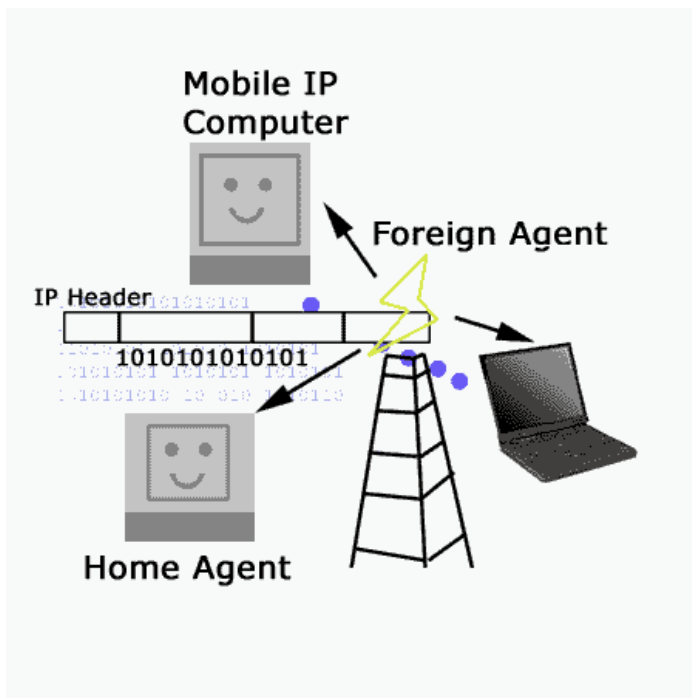 Mobile IP
Computer
Foreign Agent
IP Header
1010101010101
Home Agent